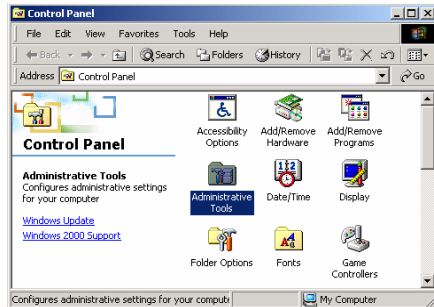 Control Panel
File Edit View Favorites Tools Help
Back Search Folders History
Address Control Panel Go
Control Panel
Administrative Tools
Configures administrative settings
for your computer
Windows Update
Windows 2000 Support
Accessibility
Options
Add/Remove
Hardware
Add/Remove
Programs
Administrative
Tools
Date/Time
Display
Folder Options
Fonts
Game
Controllers
Configures administrative settings for your compute
My Computer